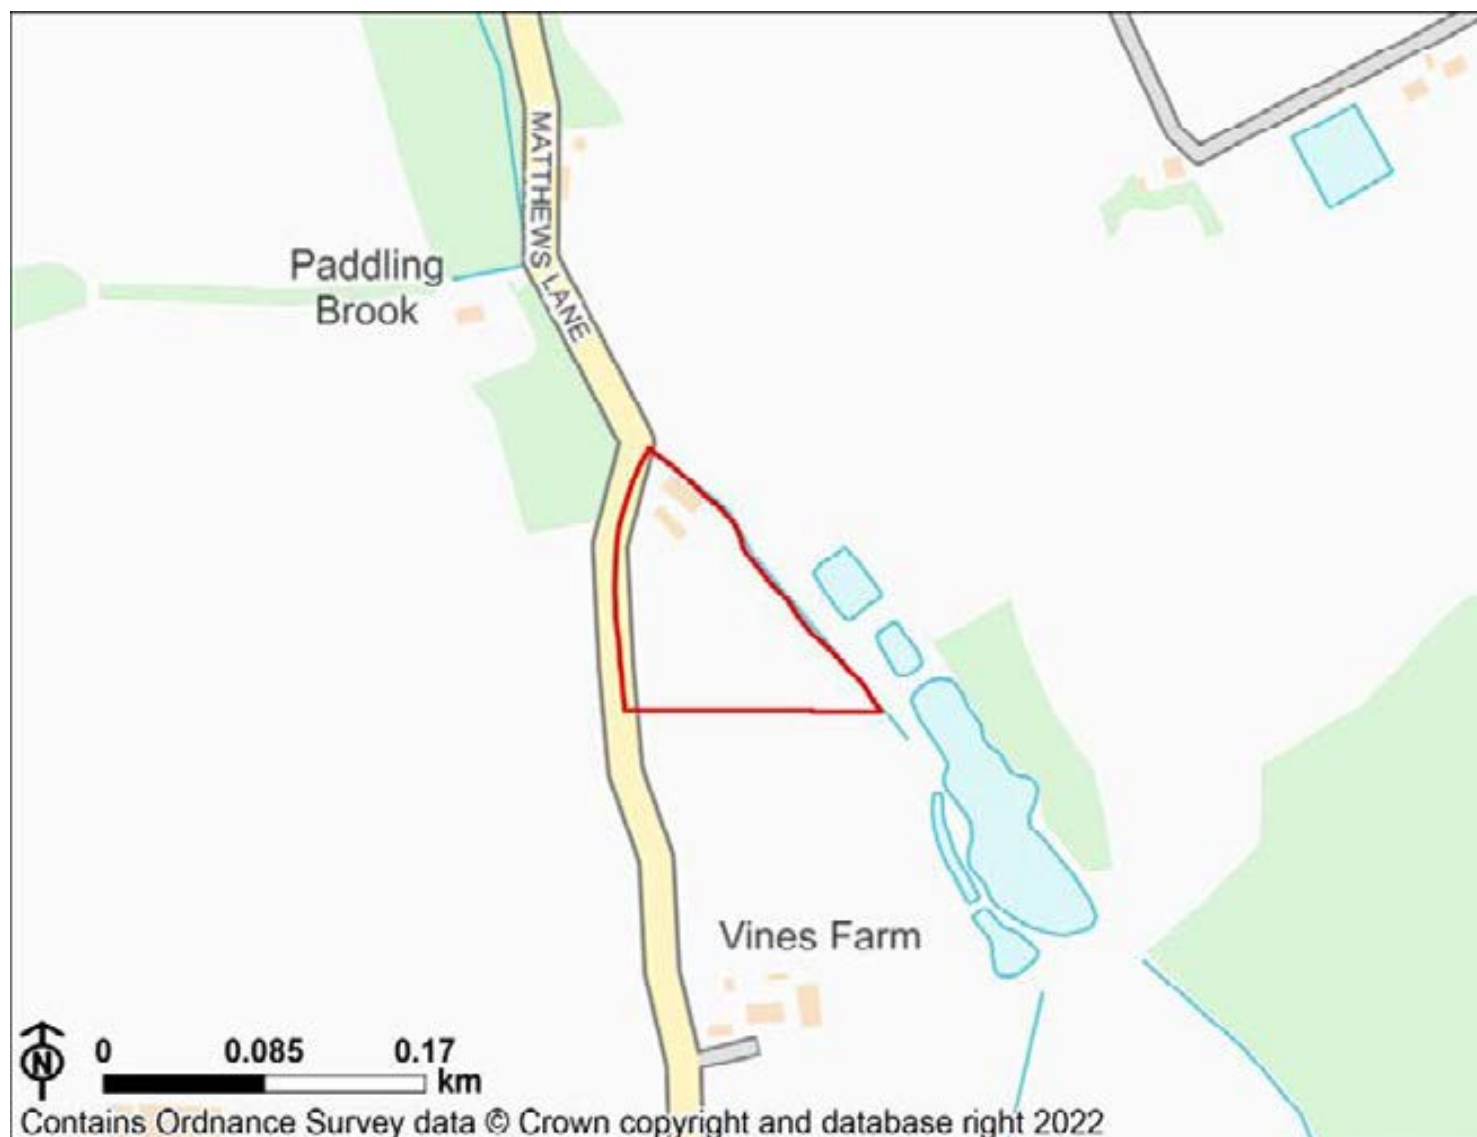 MATTHEWS LANE
Paddling
Brook
Vines Farm
N
0 0.085 0.17
km
Contains Ordnance Survey data © Crown copyright and database right 2022